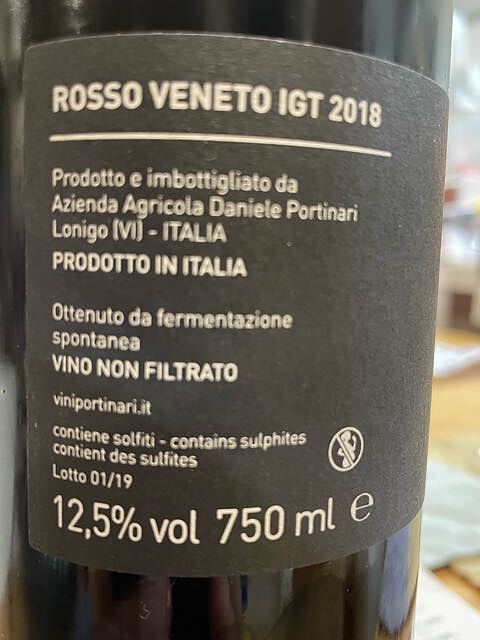 ROSSO VENETO IGT 2018
Prodotto e imbottigliato da
Azienda Agricola Daniele Portinari
Lonigo (VI) - ITALIA
PRODOTTO IN ITALIA
Ottenuto da fermentazione
spontanea
VINO NON FILTRATO
viniportinari.it
contiene solfiti - contains sulphites
contient des sulfites
Lotto 01/19
12,5% vol 750 ml e